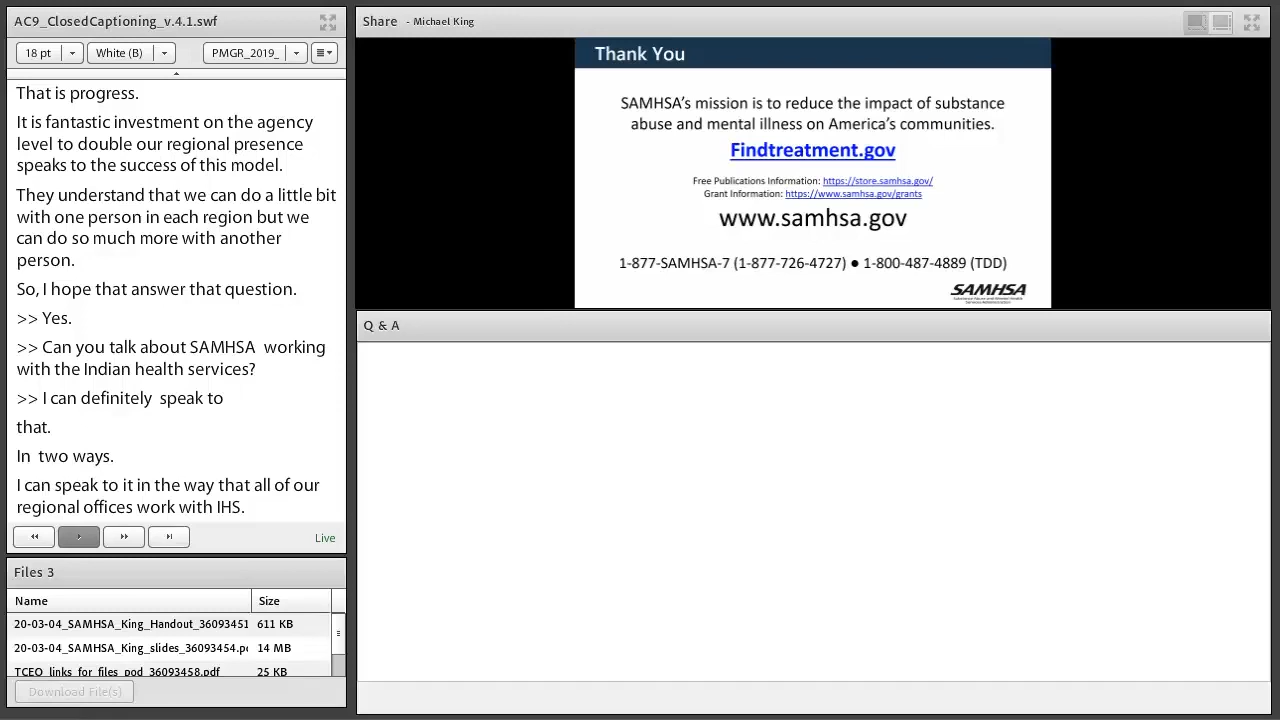 AC9_ClosedCaptioning_v.4.1.swf
18 pt
White (B)
PMGR_2019_
That is progress.
It is fantastic investment on the agency
level to double our regional presence
speaks to the success of this model.
They understand that we can do a little bit
with one person in each region but we
can do so much more with another
person.
So, I hope that answer that question.
>> Yes.
>> Can you talk about SAMHSA working
with the Indian health services?
>> I can definitely speak to
that.
In two ways.
I can speak to it in the way that all of our
regional offices work with IHS.
Live
Files 3
Name Size
20-03-04_SAMHSA_King_Handout_36093451 611 KB
20-03-04_SAMHSA_King_slides_36093454.pc 14 MB
TCEO_links_for_files_pod_36093458.pdf 25 KB
Download File(s)
Share - Michael King
Thank You
SAMHSA's mission is to reduce the impact of substance
abuse and mental illness on America's communities.
Findtreatment.gov
Free Publications Information: https://store.samhsa.gov/
Grant Information: https://www.samhsa.gov/grants
www.samhsa.gov
1-877-SAMHSA-7 (1-877-726-4727) ● 1-800-487-4889 (TDD)
SAMHSA
Substance Abuse and Mental Health
Services Administration
Q & A